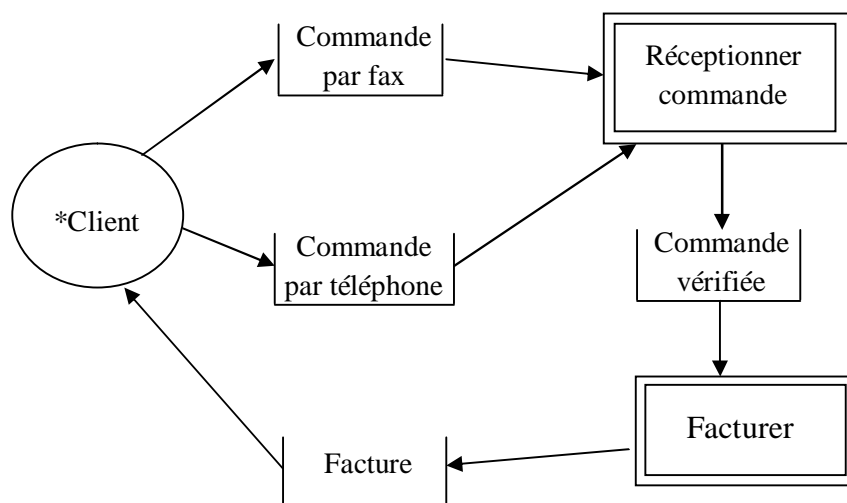 Commande
par fax
Réceptionner
commande
*Client
Commande
par téléphone
Commande
vérifiée
Facturer
Facture